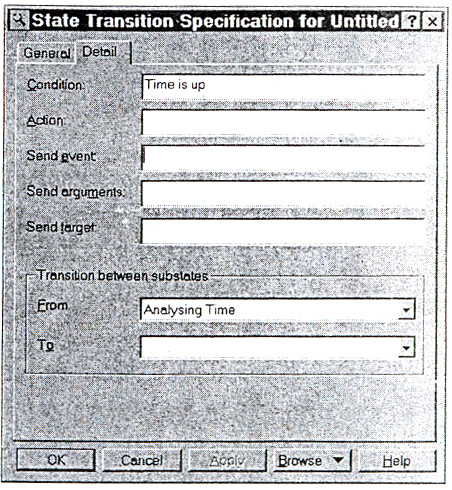 State Transition Specification for Untitled
General Detail
Condition: Time is up
Action:
Send event:
Send arguments:
Send target:
Transition between substates
From Analysing Time
To
OK Cancel Apply Browse Help